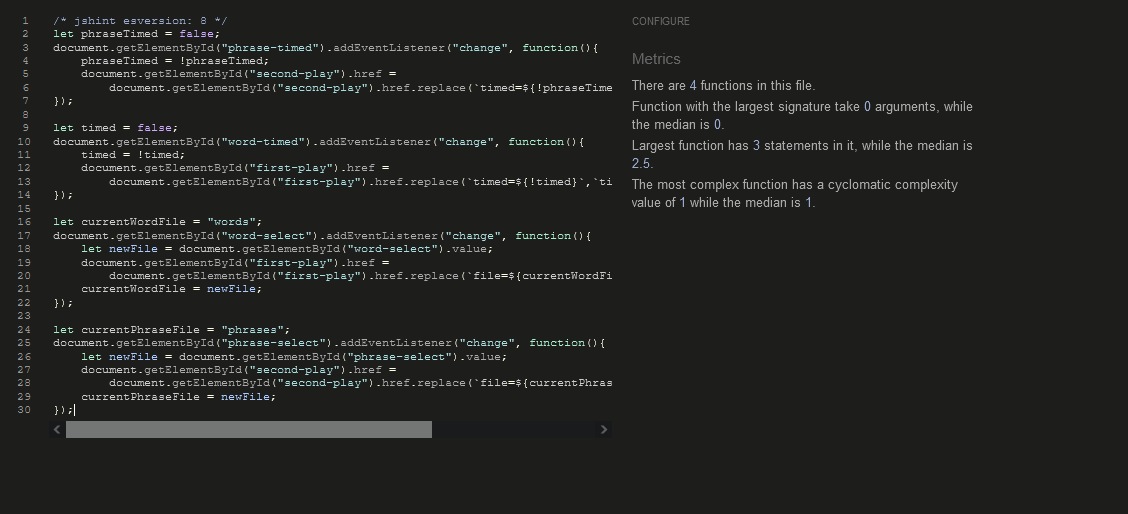 1 /* jshint esversion: 8 */
2 let phraseTimed = false;
3 document.getElementById("phrase-timed").addEventListener("change", function(){
4 phraseTimed = !phraseTimed;
5 document.getElementById("second-play").href =
6 document.getElementById("second-play").href.replace(`timed=${!phraseTime
7 });
8
9 let timed = false;
10 document.getElementById("word-timed").addEventListener("change", function(){
11 timed = !timed;
12 document.getElementById("first-play").href =
13 document.getElementById("first-play").href.replace(`timed=${!timed}`,`ti
14 });
15
16 let currentWordFile = "words";
17 document.getElementById("word-select").addEventListener("change", function(){
18 let newFile = document.getElementById("word-select").value;
19 document.getElementById("first-play").href =
20 document.getElementById("first-play").href.replace(`file=${currentWordFi
21 currentWordFile = newFile;
22 });
23
24 let currentPhraseFile = "phrases";
25 document.getElementById("phrase-select").addEventListener("change", function(){
26 let newFile = document.getElementById("phrase-select").value;
27 document.getElementById("second-play").href =
28 document.getElementById("second-play").href.replace(`file=${currentPhras
29 currentPhraseFile = newFile;
30 });
CONFIGURE
Metrics
There are 4 functions in this file.
Function with the largest signature take 0 arguments, while
the median is 0.
Largest function has 3 statements in it, while the median is
2.5.
The most complex function has a cyclomatic complexity
value of 1 while the median is 1.